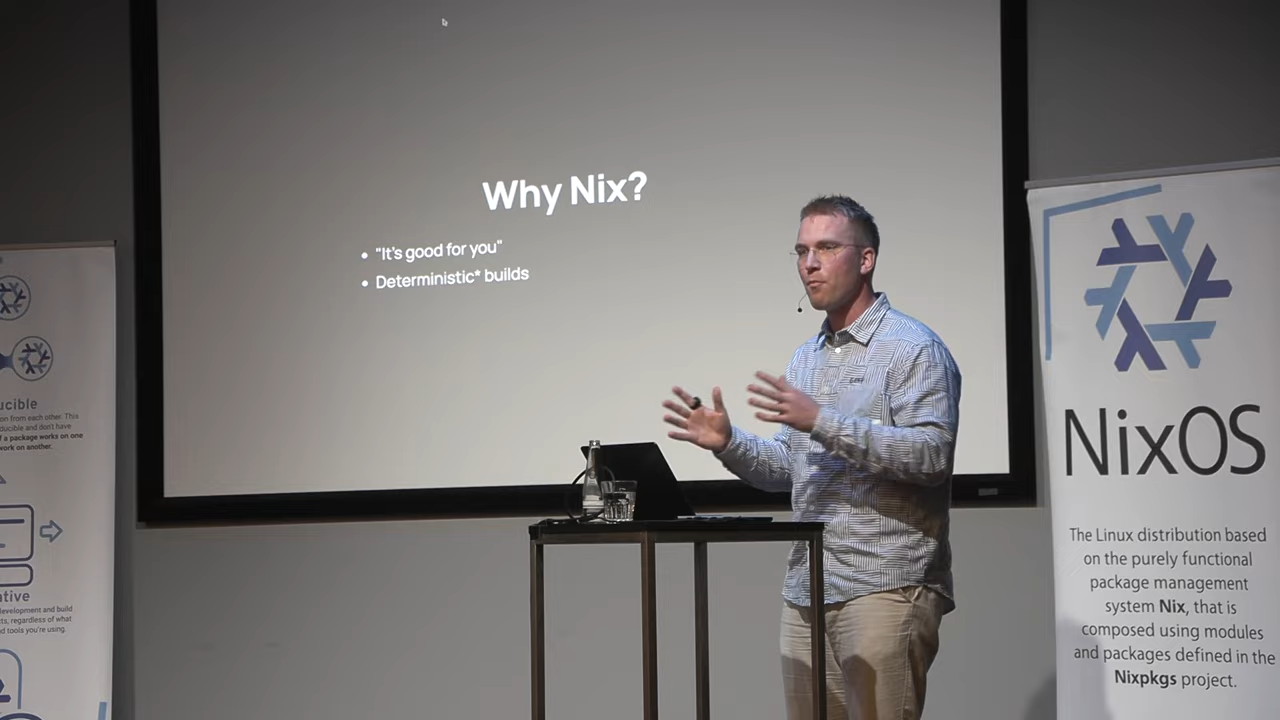 Why Nix?
• "It's good for you"
• Deterministic* builds
ucible
on from each other. This
ducible and don't have
f a package works on one
work on another.
ative
development and build
ts, regardless of what
d tools you're using.
NixOS
The Linux distribution based
on the purely functional
package management
system Nix, that is
composed using modules
and packages defined in the
Nixpkgs project.